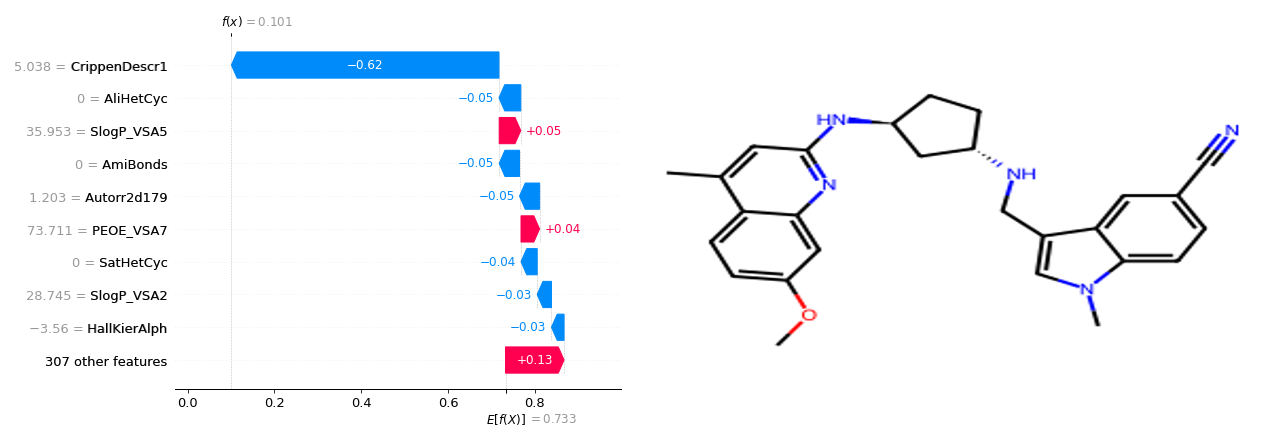 f(x) = 0.101
5.038 = CrippenDescr1
−0.62
0 = AliHetCyc
−0.05
35.953 = SlogP_VSA5
+0.05
0 = AmiBonds
−0.05
1.203 = Autorr2d179
−0.05
73.711 = PEOE_VSA7
+0.04
0 = SatHetCyc
−0.04
28.745 = SlogP_VSA2
−0.03
−3.56 = HallKierAlph
−0.03
307 other features
+0.13
0.0 0.2 0.4 0.6 0.8
E[f(X)] = 0.733
HN
N
O
NH
N
N